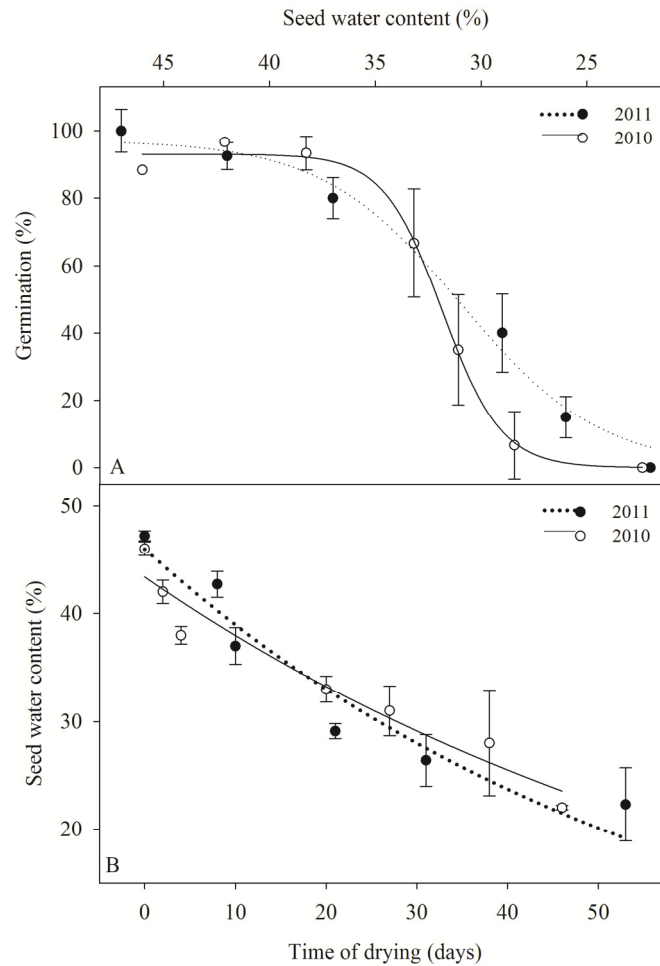 Seed water content (%)
45 40 35 30 25
2011
2010
100
80
60
40
20
0
Germination (%)
A
50
40
30
20
Seed water content (%)
2011
2010
B
0 10 20 30 40 50
Time of drying (days)